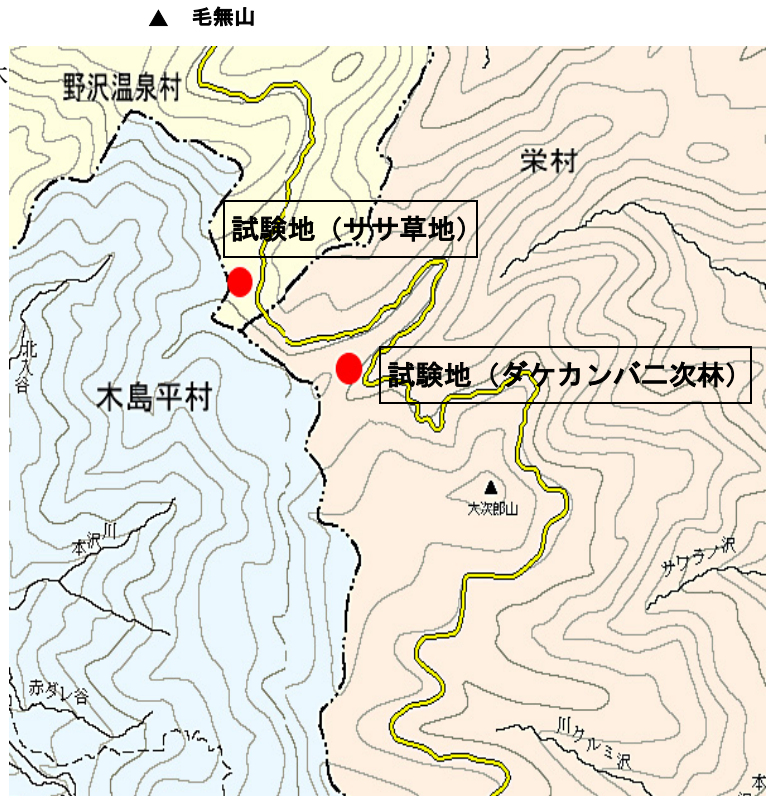 ▲ 毛無山
野沢温泉村
栄村
試験地（ササ草地）
北入谷
試験地（ダケカンバ二次林）
木島平村
大次郎山
本沢川
サワラノ沢
赤ダレ谷
川クルミ沢
本